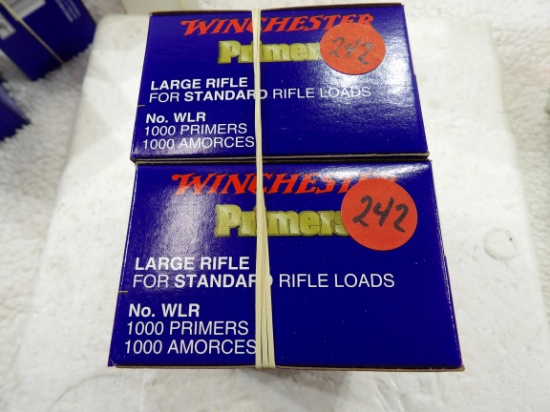 WINCHESTER
Primers
242
LARGE RIFLE
FOR STANDARD RIFLE LOADS
No. WLR
1000 PRIMERS
1000 AMORCES
WINCHESTER
Primers
242
LARGE RIFLE
FOR STANDARD RIFLE LOADS
No. WLR
1000 PRIMERS
1000 AMORCES